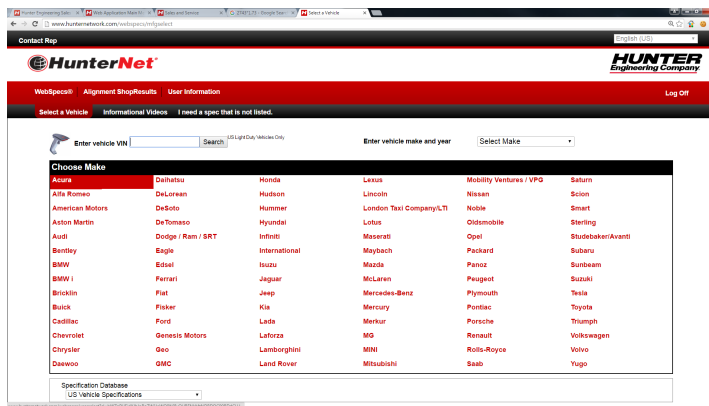 Hunter Engineering Sales
Web Application Main M
Sales and Service
Google Sear
Select a Vehicle
www.hunternetwork.com/webspecs/mfgselect
Contact Rep
English (US)
HunterNet
HUNTER
Engineering Company
WebSpecs® Alignment ShopResults User Information
Log Off
Select a Vehicle Informational Videos I need a spec that is not listed.
Enter vehicle VIN Search US Light Duty Vehicles Only Enter vehicle make and year Select Make
Choose Make
Acura Daihatsu Honda Lexus Mobility Ventures / VPG Saturn
Alfa Romeo DeLorean Hudson Lincoln Nissan Scion
American Motors DeSoto Hummer London Taxi Company/LTI Noble Smart
Aston Martin DeTomaso Hyundai Lotus Oldsmobile Sterling
Audi Dodge / Ram / SRT Infiniti Maserati Opel Studebaker/Avanti
Bentley Eagle International Maybach Packard Subaru
BMW Edsel Isuzu Mazda Panoz Sunbeam
BMW i Ferrari Jaguar McLaren Peugeot Suzuki
Bricklin Fiat Jeep Mercedes-Benz Plymouth Tesla
Buick Fisker Kia Mercury Pontiac Toyota
Cadillac Ford Lada Merkur Porsche Triumph
Chevrolet Genesis Motors Laforza MG Renault Volkswagen
Chrysler Geo Lamborghini MINI Rolls-Royce Volvo
Daewoo GMC Land Rover Mitsubishi Saab Yugo
Specification Database
US Vehicle Specifications